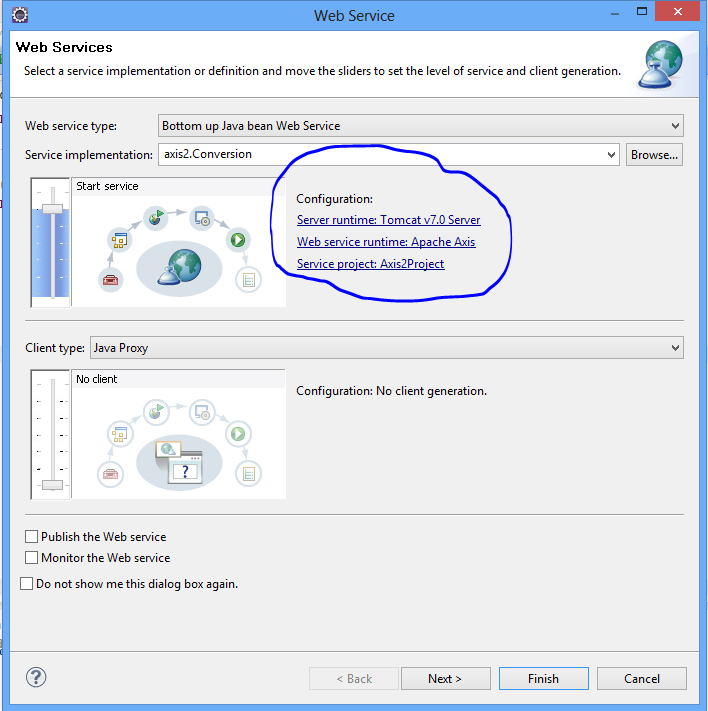 Web Service
Web Services
Select a service implementation or definition and move the sliders to set the level of service and client generation.
Web service type: Bottom up Java bean Web Service
Service implementation: axis2.Conversion Browse...
Start service
Configuration:
Server runtime: Tomcat v7.0 Server
Web service runtime: Apache Axis
Service project: Axis2Project
Client type: Java Proxy
No client
Configuration: No client generation.
Publish the Web service
Monitor the Web service
Do not show me this dialog box again.
? < Back Next > Finish Cancel